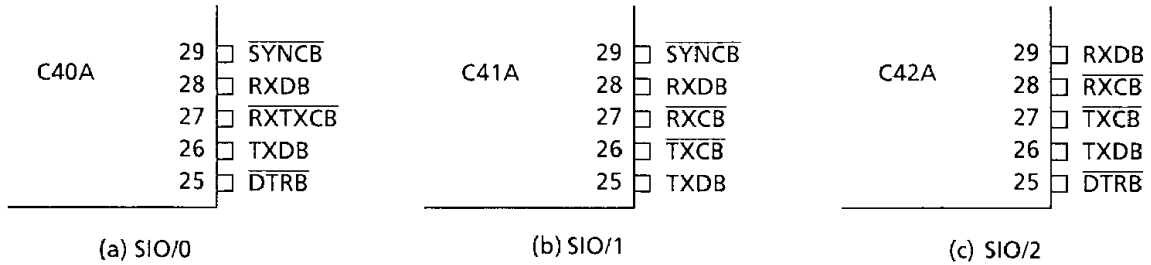 C40A
29 SYNCB
28 RXDB
27 RXTXCB
26 TXDB
25 DTRB
(a) SIO/0
C41A
29 SYNCB
28 RXDB
27 RXCB
26 TXCB
25 TXDB
(b) SIO/1
C42A
29 RXDB
28 RXCB
27 TXCB
26 TXDB
25 DTRB
(c) SIO/2